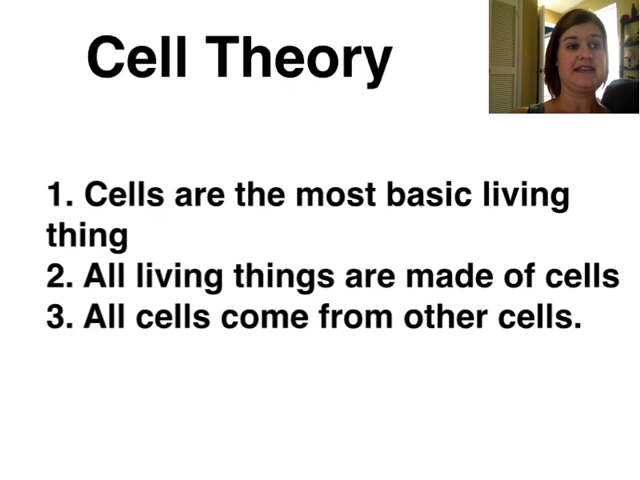 Cell Theory
1. Cells are the most basic living
thing
2. All living things are made of cells
3. All cells come from other cells.